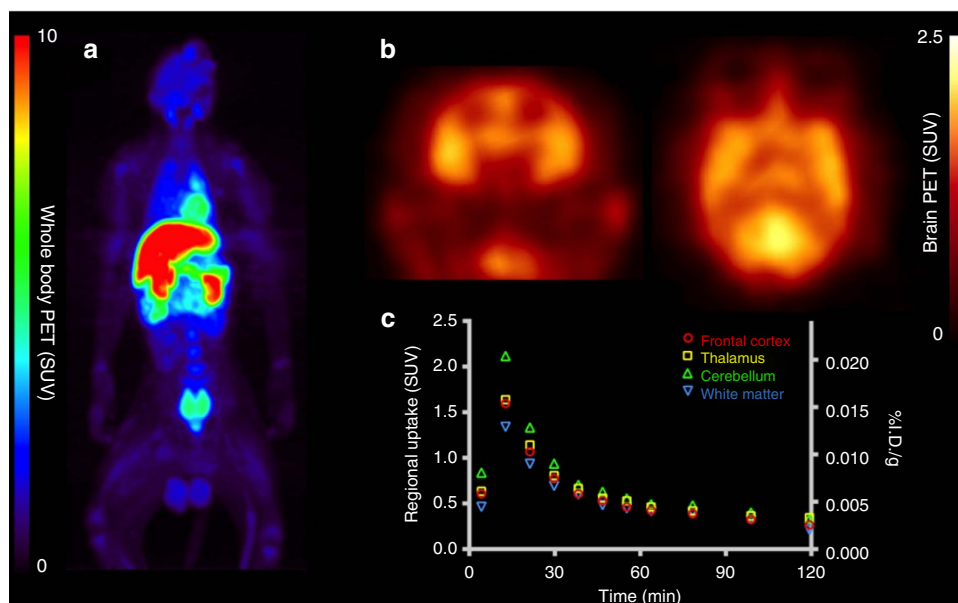 a
10
Whole body PET (SUV)
0
b
2.5
Brain PET (SUV)
0
c
Regional uptake (SUV)
2.5
2.0
1.5
1.0
0.5
0.0
Frontal cortex
Thalamus
Cerebellum
White matter
0.020
0.015
0.010
0.005
0.000
%I.D./g
0 30 60 90 120
Time (min)